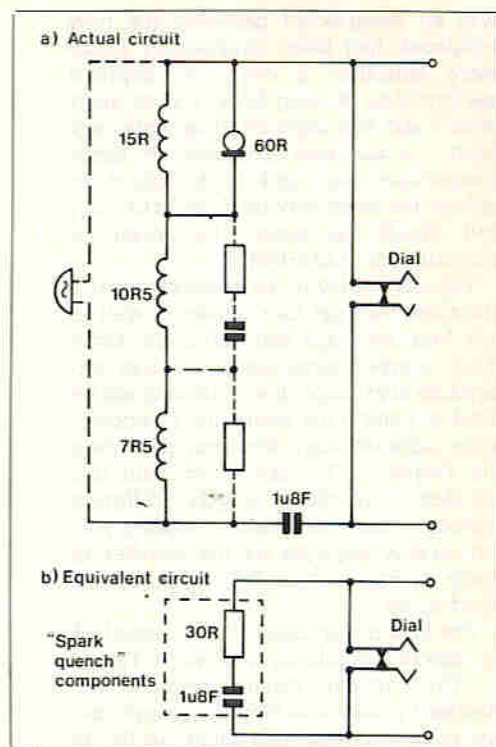 a) Actual circuit
15R
60R
Dial
10R5
7R5
1u8F
b) Equivalent circuit
"Spark
quench"
components
30R
1u8F
Dial